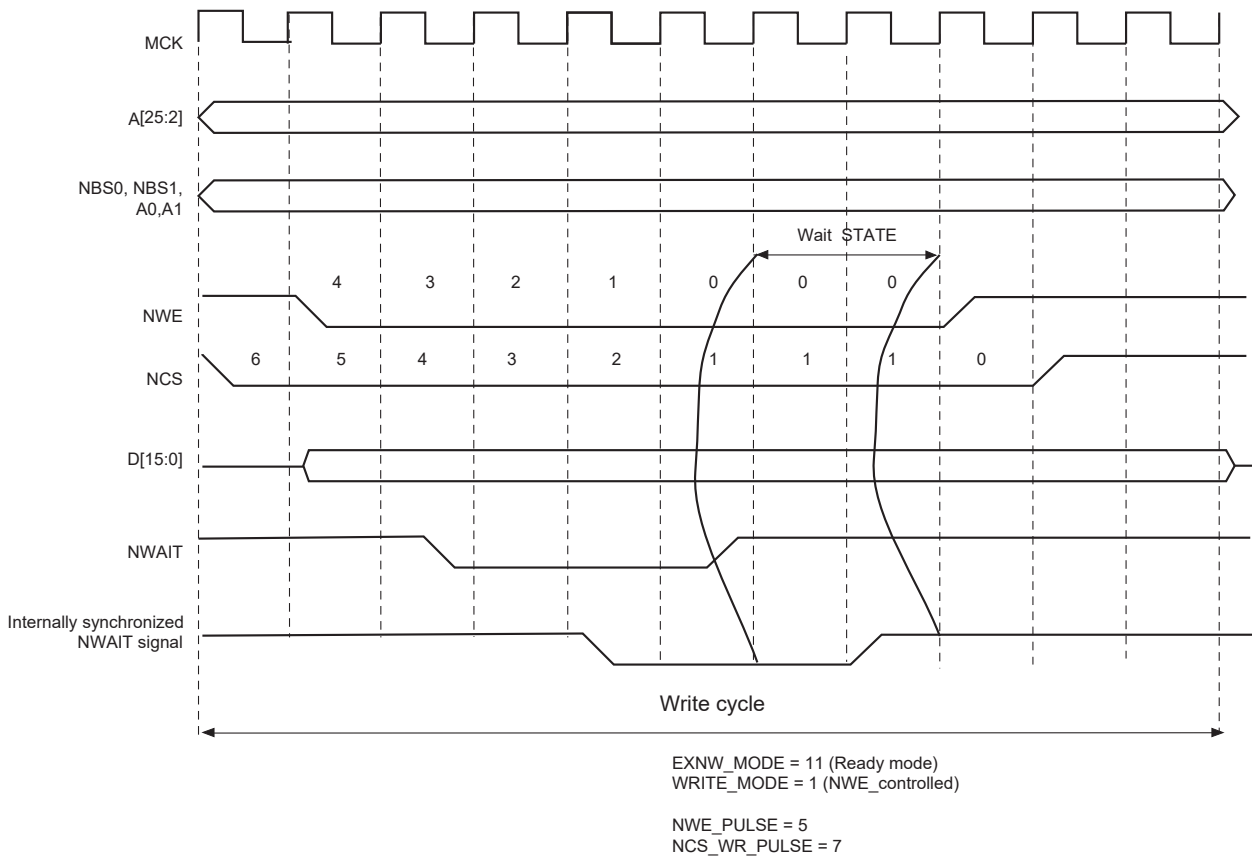 MCK
A[25:2]
NBS0, NBS1,
A0,A1
Wait STATE
4 3 2 1 0 0 0
NWE
6 5 4 3 2 1 1 1 0
NCS
D[15:0]
NWAIT
Internally synchronized
NWAIT signal
Write cycle
EXNW_MODE = 11 (Ready mode)
WRITE_MODE = 1 (NWE_controlled)
NWE_PULSE = 5
NCS_WR_PULSE = 7